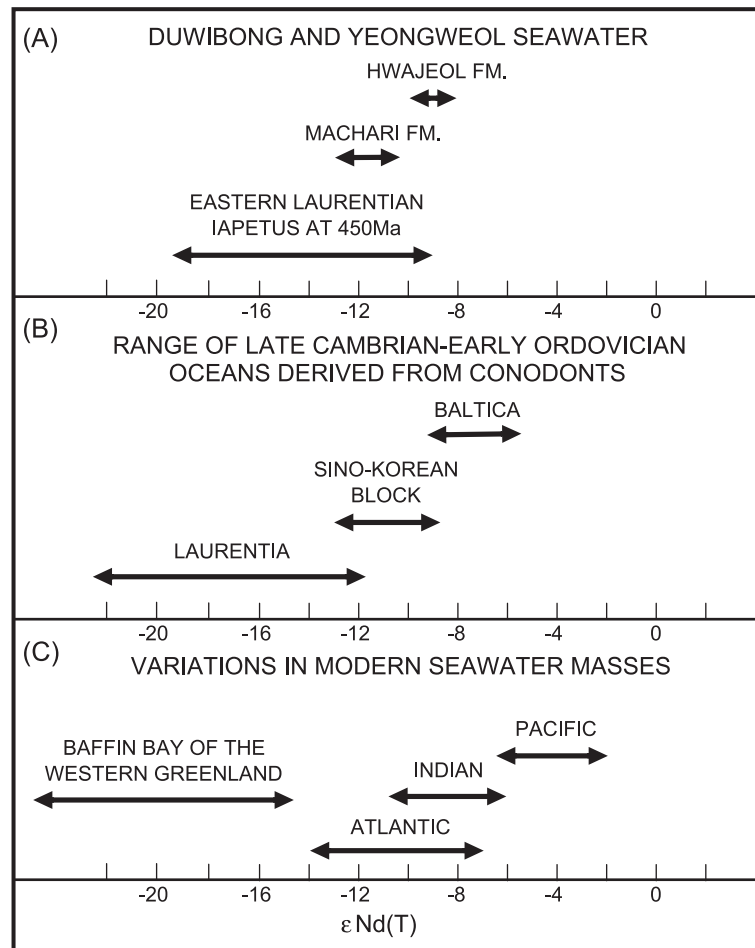 (A)
DUWIBONG AND YEONGWEOL SEAWATER
HWAJEOL FM.
MACHARI FM.
EASTERN LAURENTIAN
IAPETUS AT 450Ma
-20 -16 -12 -8 -4 0
(B)
RANGE OF LATE CAMBRIAN-EARLY ORDOVICIAN
OCEANS DERIVED FROM CONODONTS
BALTICA
SINO-KOREAN
BLOCK
LAURENTIA
-20 -16 -12 -8 -4 0
(C)
VARIATIONS IN MODERN SEAWATER MASSES
PACIFIC
BAFFIN BAY OF THE
WESTERN GREENLAND
INDIAN
ATLANTIC
-20 -16 -12 -8 -4 0
εNd(T)